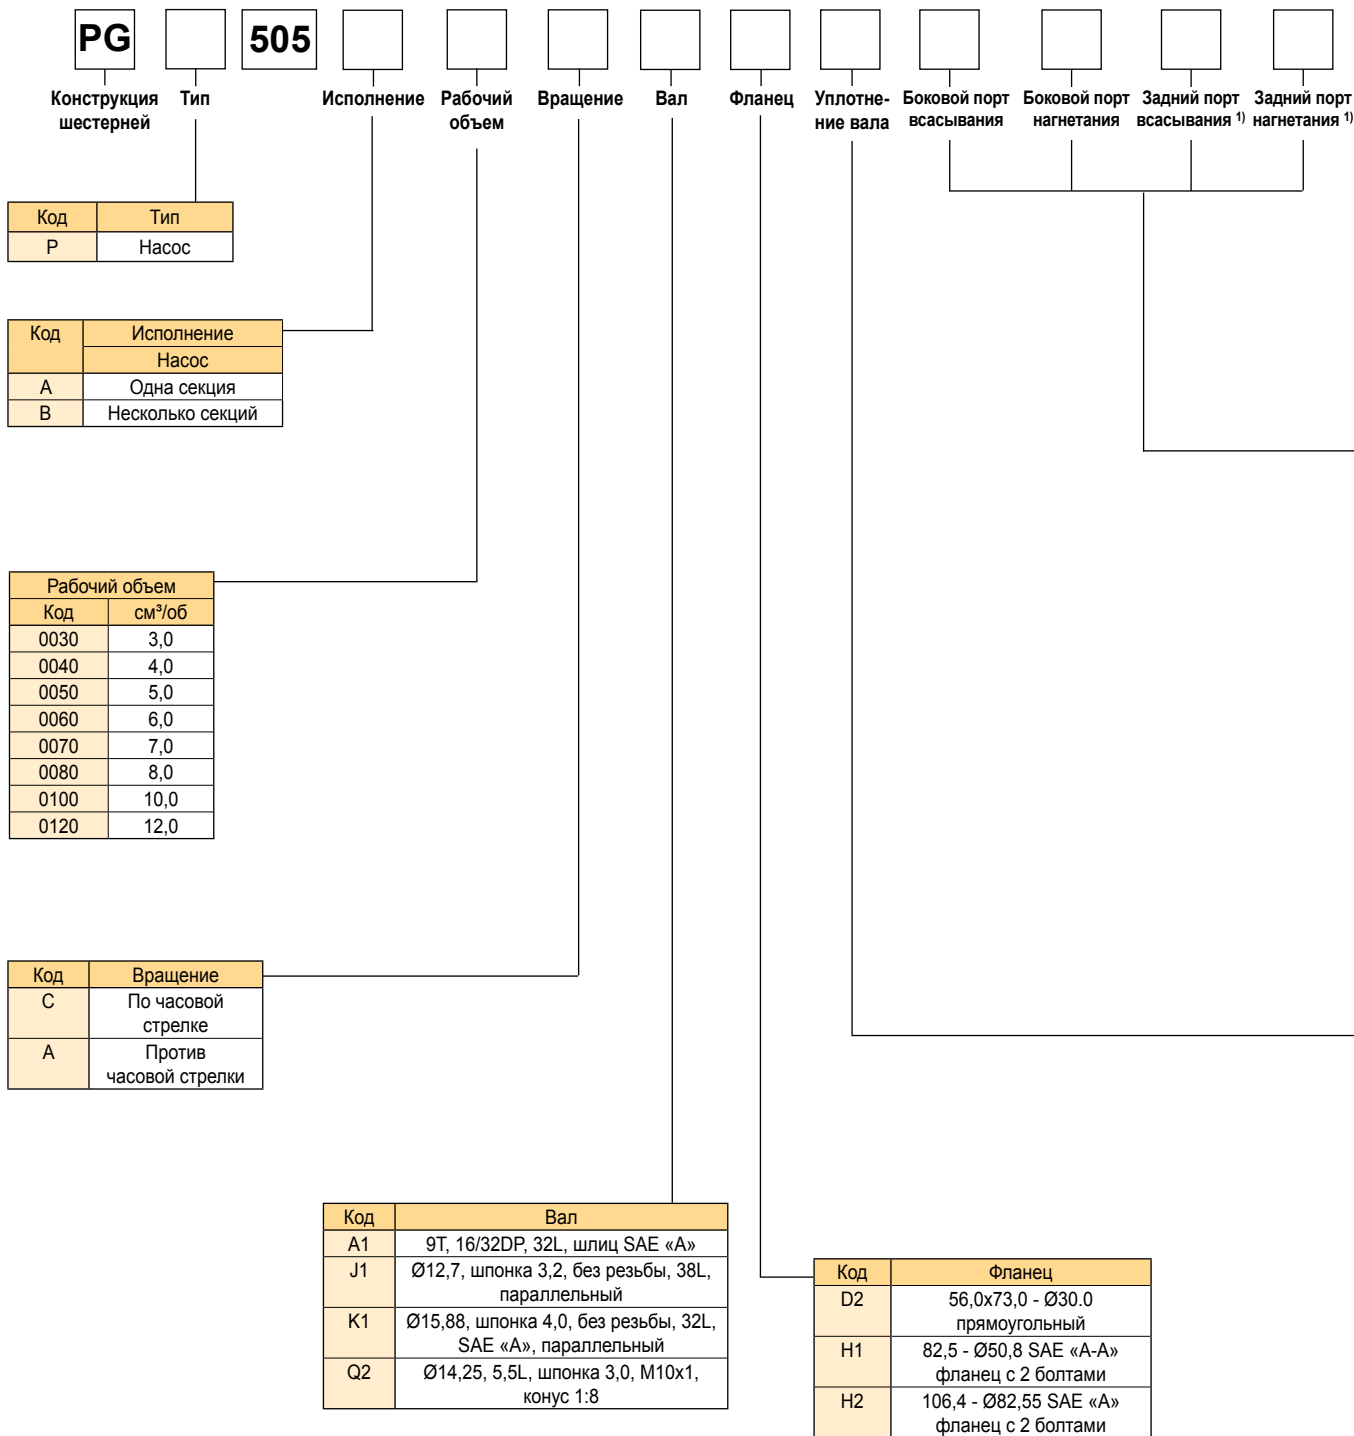 PG 505
Конструкция шестерней
Тип
Исполнение
Рабочий объем
Вращение
Вал
Фланец
Уплотне-
ние вала
Боковой порт
всасывания
Боковой порт
нагнетания
Задний порт
всасывания 1)
Задний порт
нагнетания 1)
Код Тип
P Насос
Код Исполнение
Насос
A Одна секция
B Несколько секций
Рабочий объем
Код см³/об
0030 3,0
0040 4,0
0050 5,0
0060 6,0
0070 7,0
0080 8,0
0100 10,0
0120 12,0
Код Вращение
C По часовой
стрелке
A Против
часовой стрелки
Код Вал
A1 9T, 16/32DP, 32L, шлиц SAE «A»
J1 Ø12,7, шпонка 3,2, без резьбы, 38L,
параллельный
K1 Ø15,88, шпонка 4,0, без резьбы, 32L,
SAE «A», параллельный
Q2 Ø14,25, 5,5L, шпонка 3,0, M10x1,
конус 1:8
Код Фланец
D2 56,0x73,0 - Ø30.0
прямоугольный
H1 82,5 - Ø50,8 SAE «A-A»
фланец с 2 болтами
H2 106,4 - Ø82,55 SAE «A»
фланец с 2 болтами